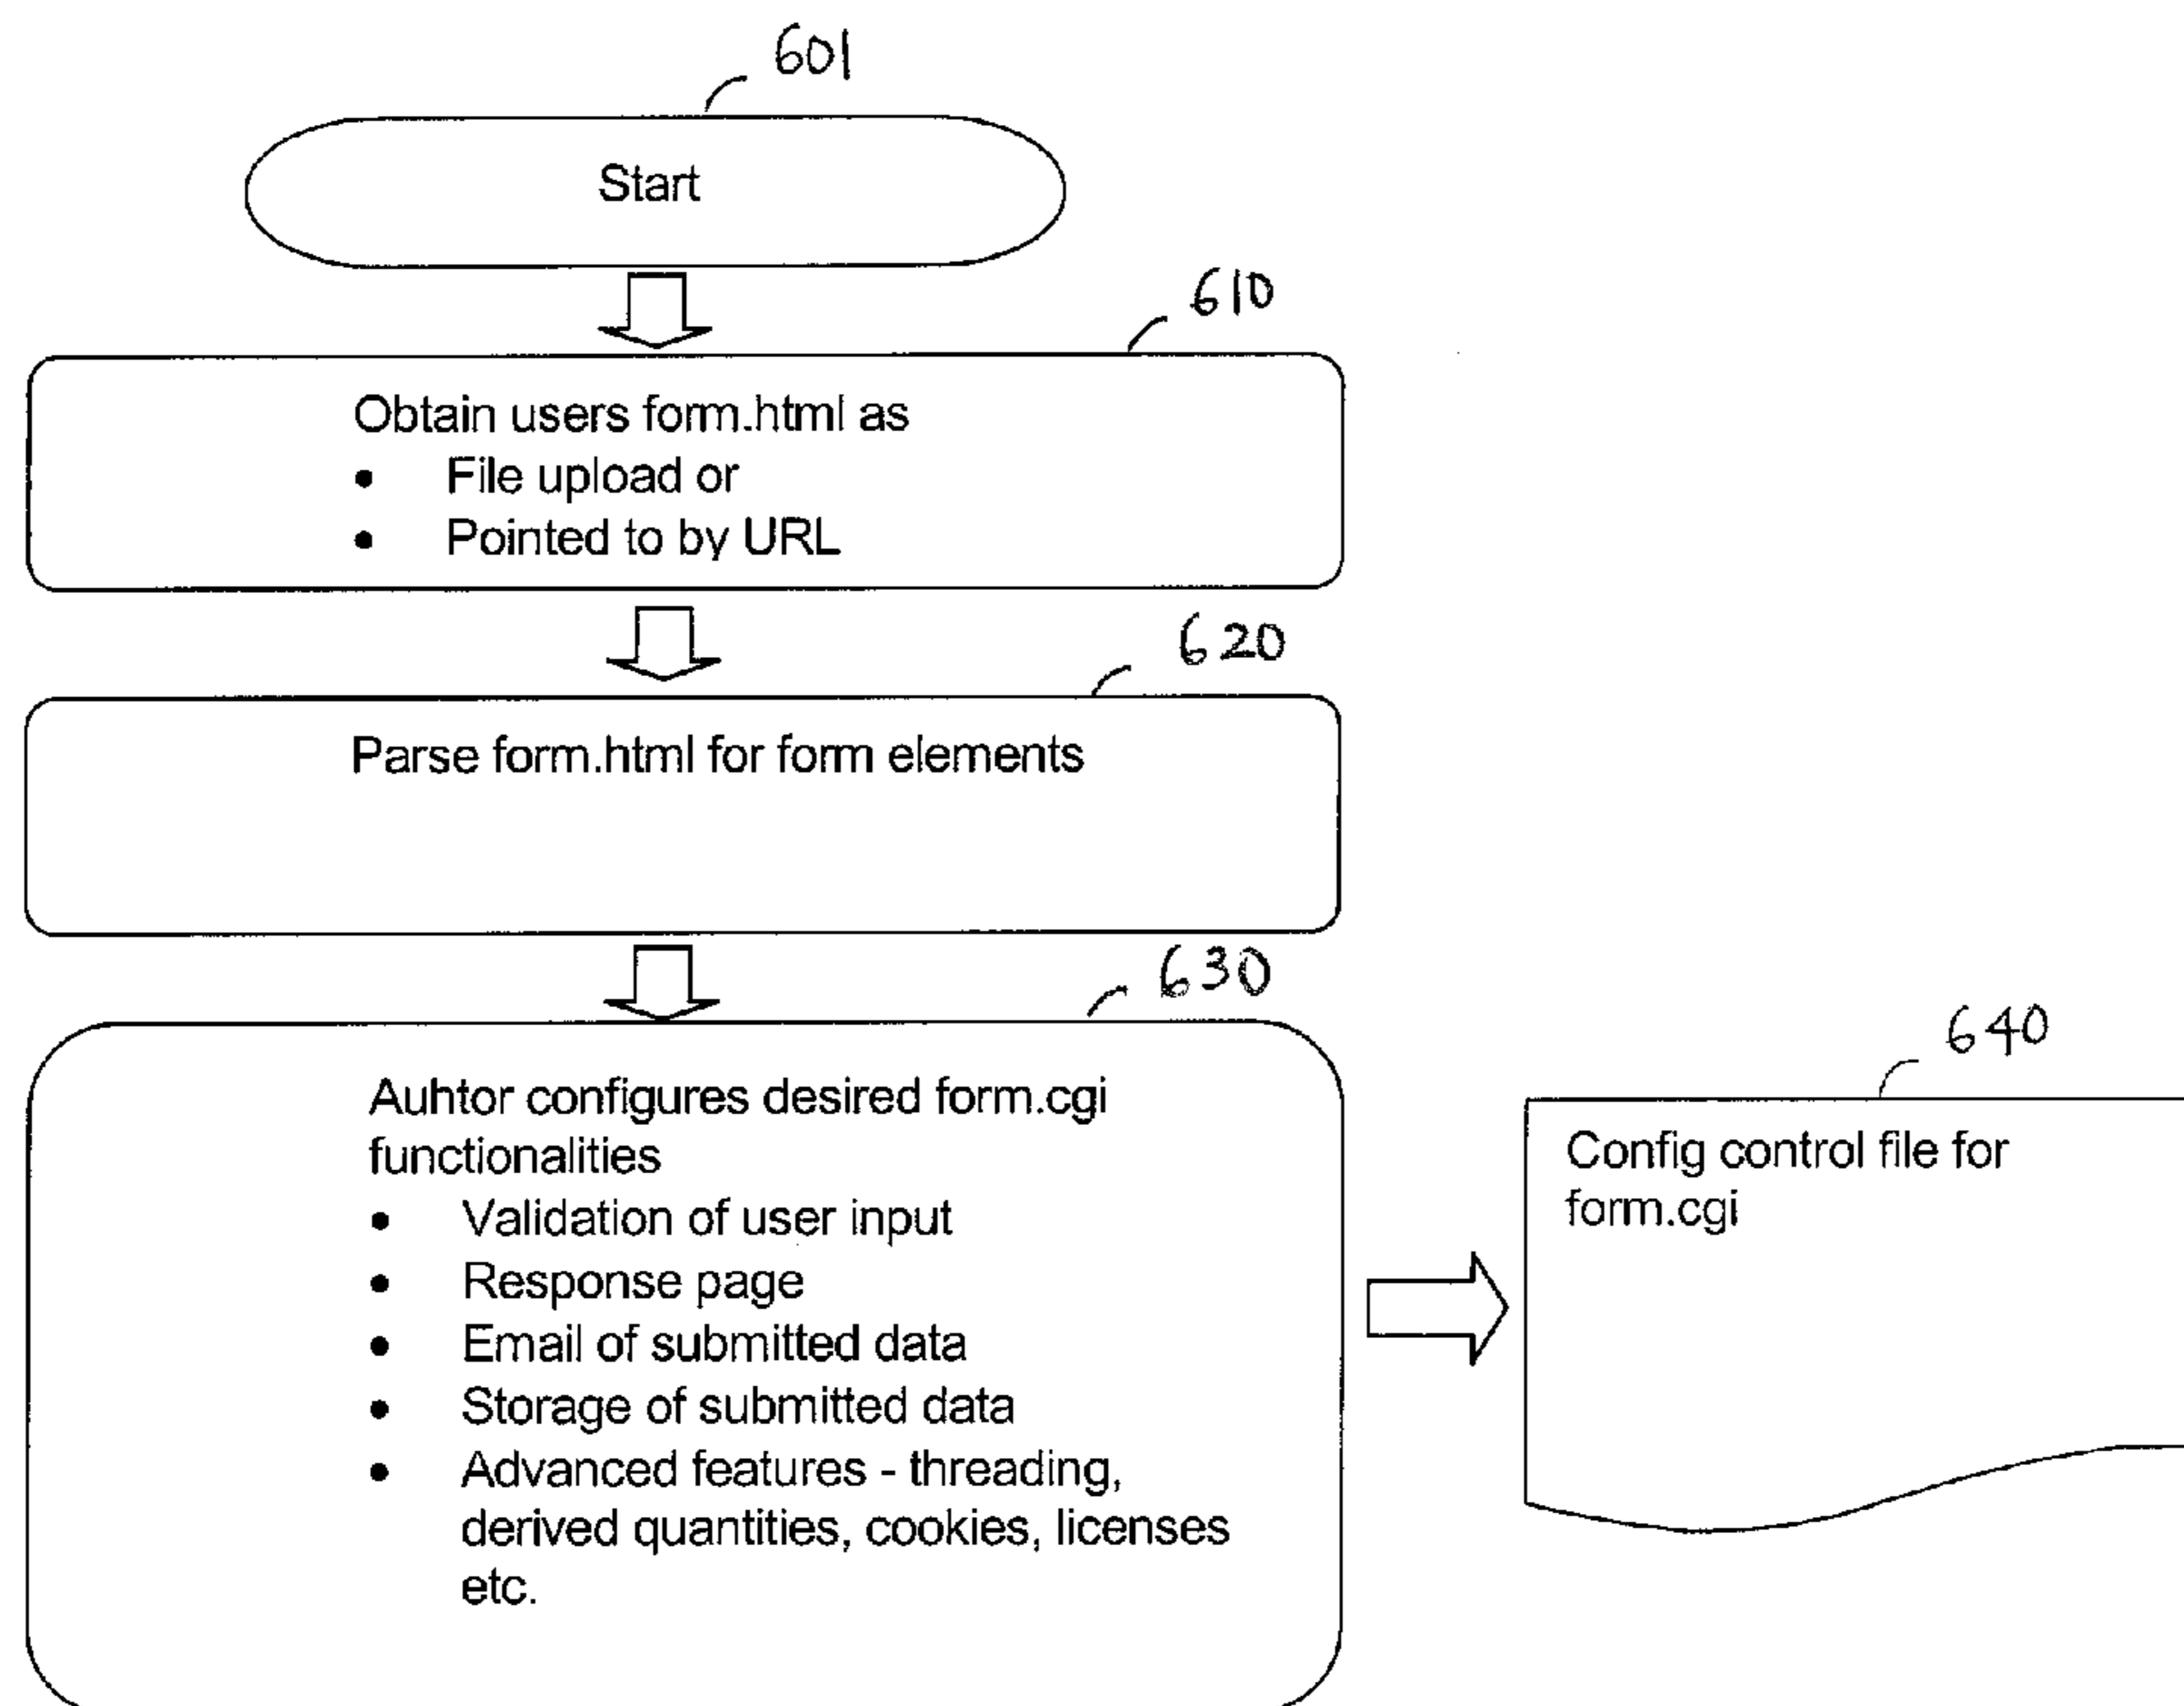 601
Start
610
Obtain users form.html as
• File upload or
• Pointed to by URL
620
Parse form.html for form elements
630
Auhtor configures desired form.cgi
functionalities
• Validation of user input
• Response page
• Email of submitted data
• Storage of submitted data
• Advanced features - threading,
derived quantities, cookies, licenses
etc.
640
Config control file for
form.cgi